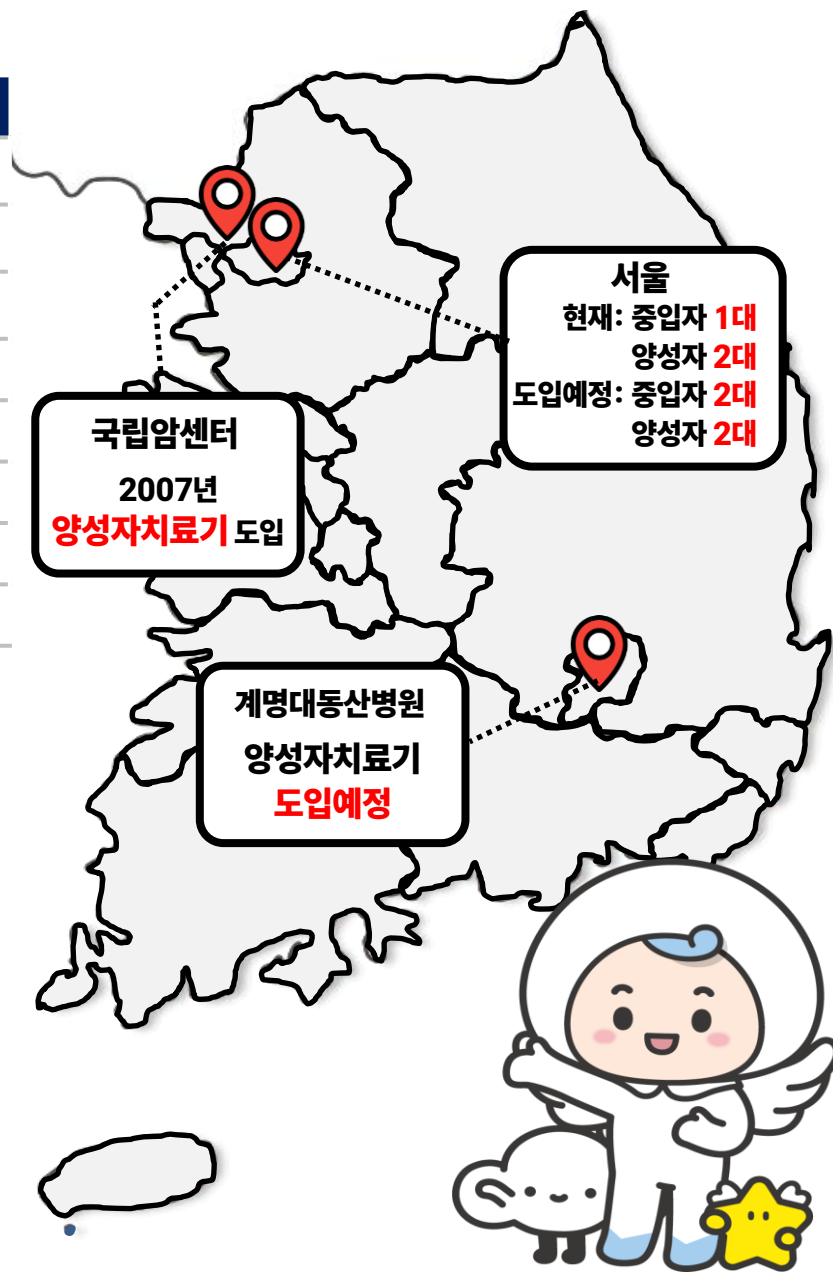 서울
현재: 중입자 1대
양성자 2대
도입예정: 중입자 2대
양성자 2대
국립암센터
2007년
양성자치료기 도입
계명대동산병원
양성자치료기
도입예정